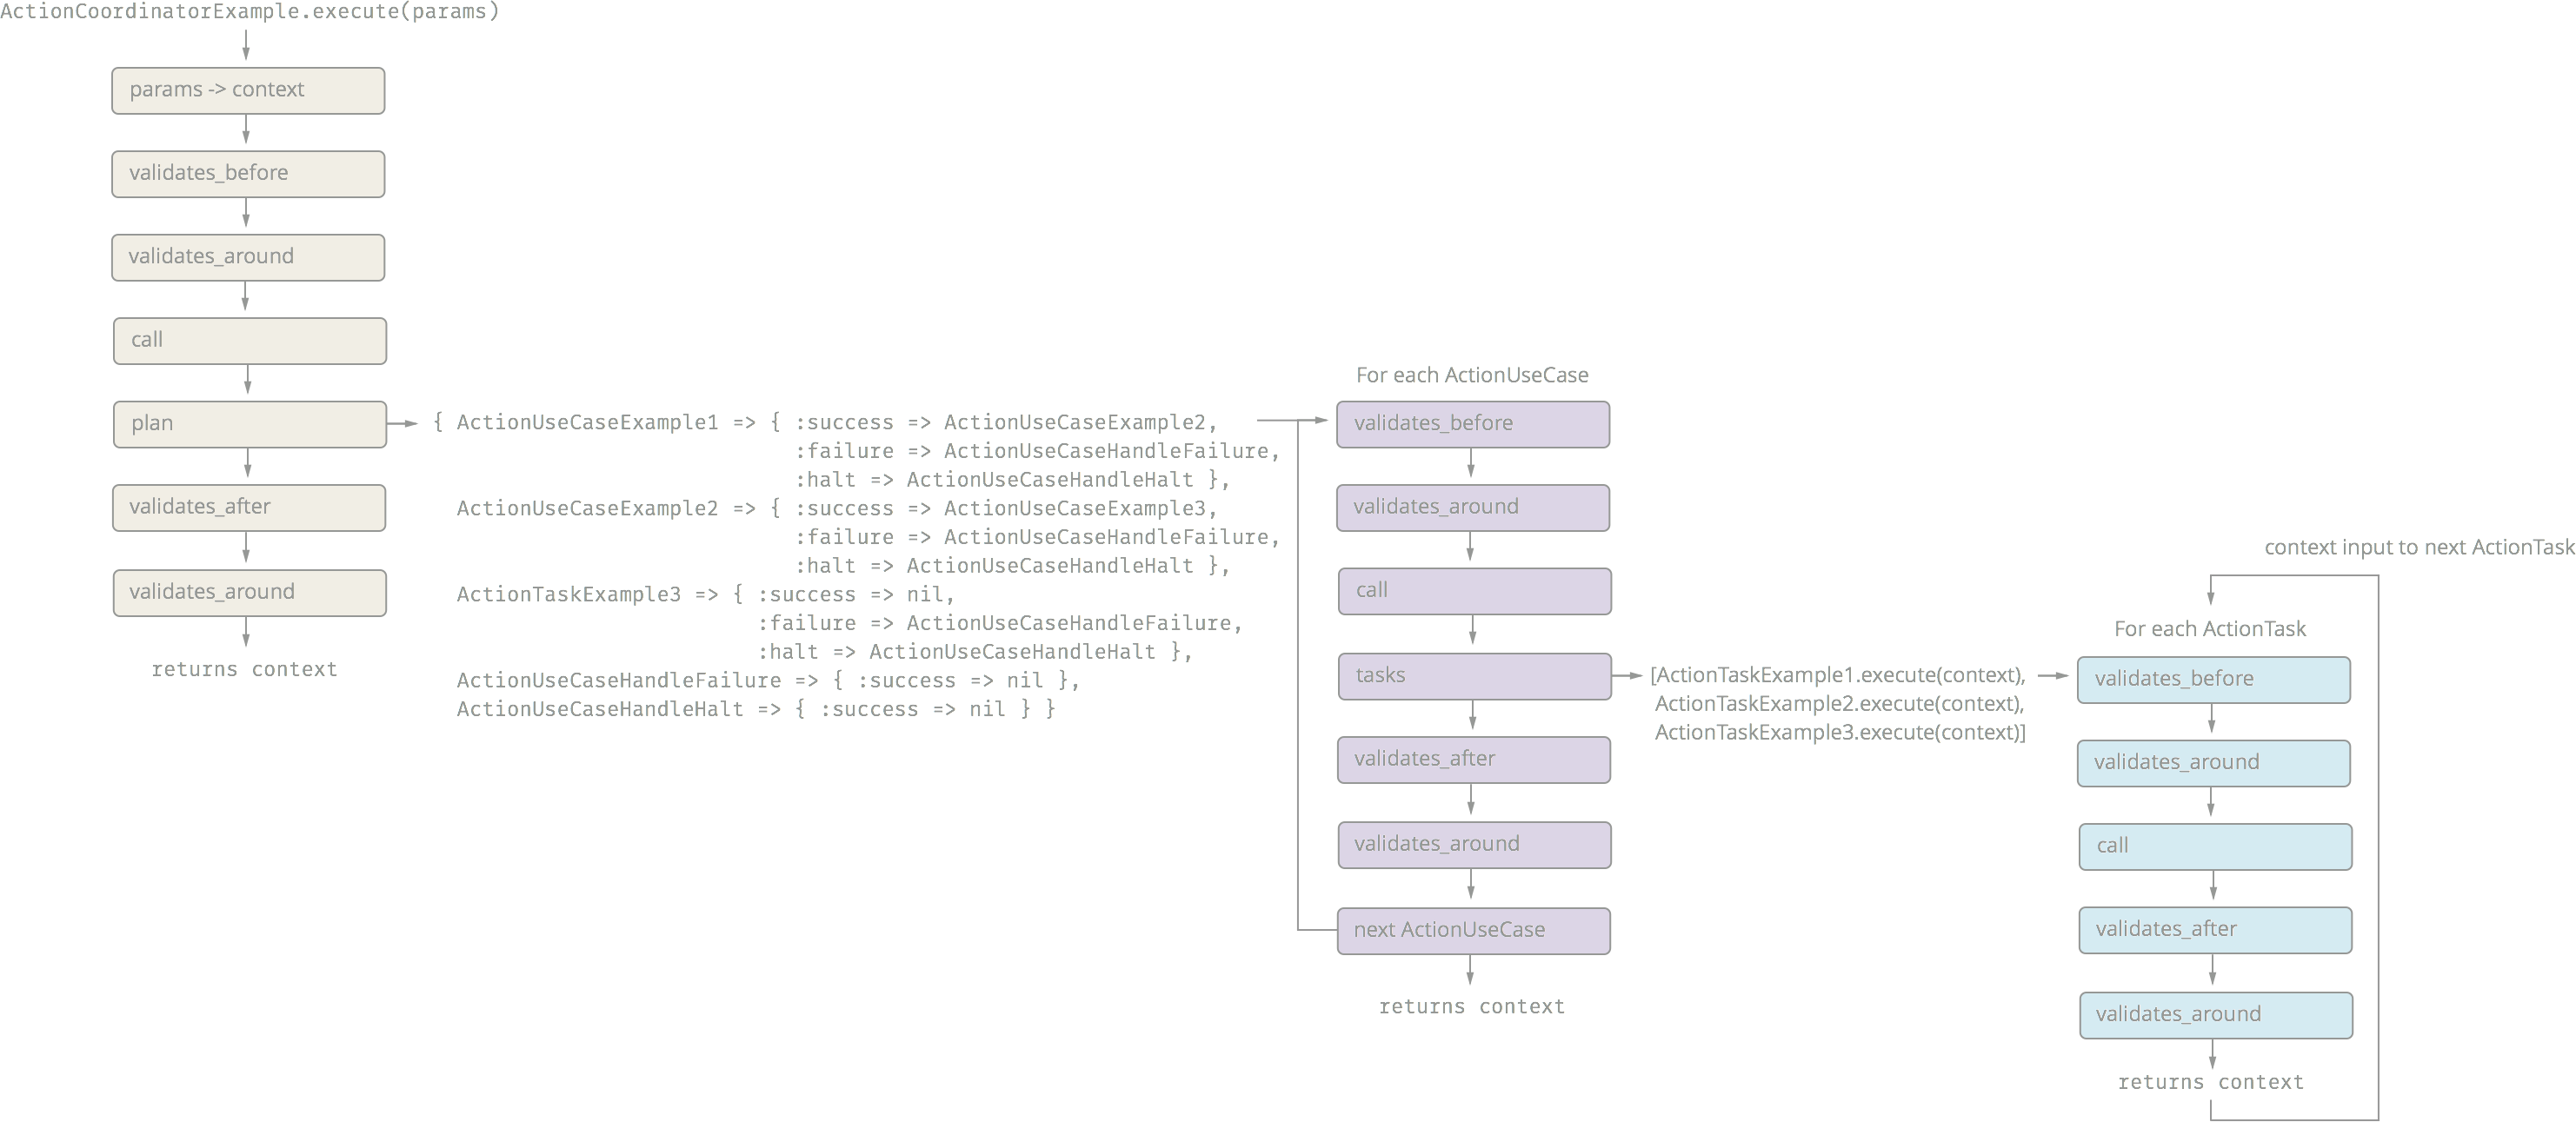 ActionCoordinatorExample.execute(params)
params -> context
validates_before
validates_around
call
plan
validates_after
validates_around
returns context
{ ActionUseCaseExample1 => { :success => ActionUseCaseExample2,
:failure => ActionUseCaseHandleFailure,
:halt => ActionUseCaseHandleHalt },
ActionUseCaseExample2 => { :success => ActionUseCaseExample3,
:failure => ActionUseCaseHandleFailure,
:halt => ActionUseCaseHandleHalt },
ActionTaskExample3 => { :success => nil,
:failure => ActionUseCaseHandleFailure,
:halt => ActionUseCaseHandleHalt },
ActionUseCaseHandleFailure => { :success => nil },
ActionUseCaseHandleHalt => { :success => nil } }
For each ActionUseCase
validates_before
validates_around
call
tasks
validates_after
validates_around
next ActionUseCase
returns context
[ActionTaskExample1.execute(context),
ActionTaskExample2.execute(context),
ActionTaskExample3.execute(context)]
context input to next ActionTask
For each ActionTask
validates_before
validates_around
call
validates_after
validates_around
returns context